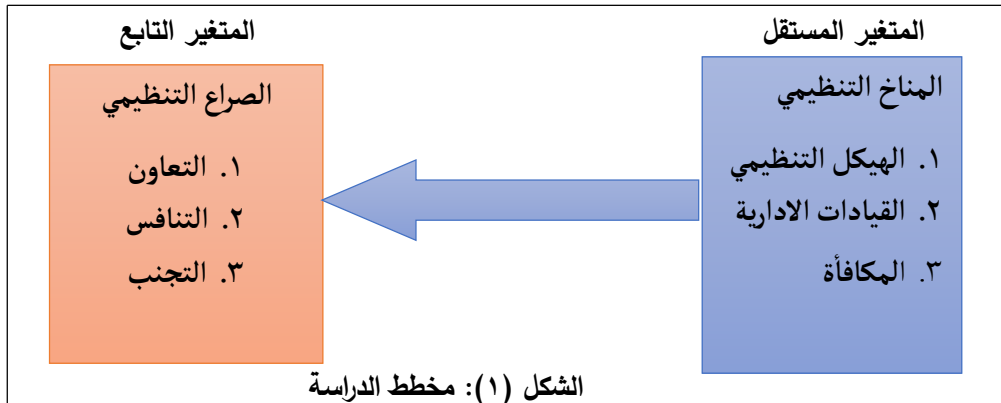 المتغير المستقل
المناخ التنظيمي
١. الهيكل التنظيمي
٢. القيادات الادارية
٣. المكافأة
المتغير التابع
الصراع التنظيمي
١. التعاون
٢. التنافس
٣. التجنب
الشكل (١): مخطط الدراسة